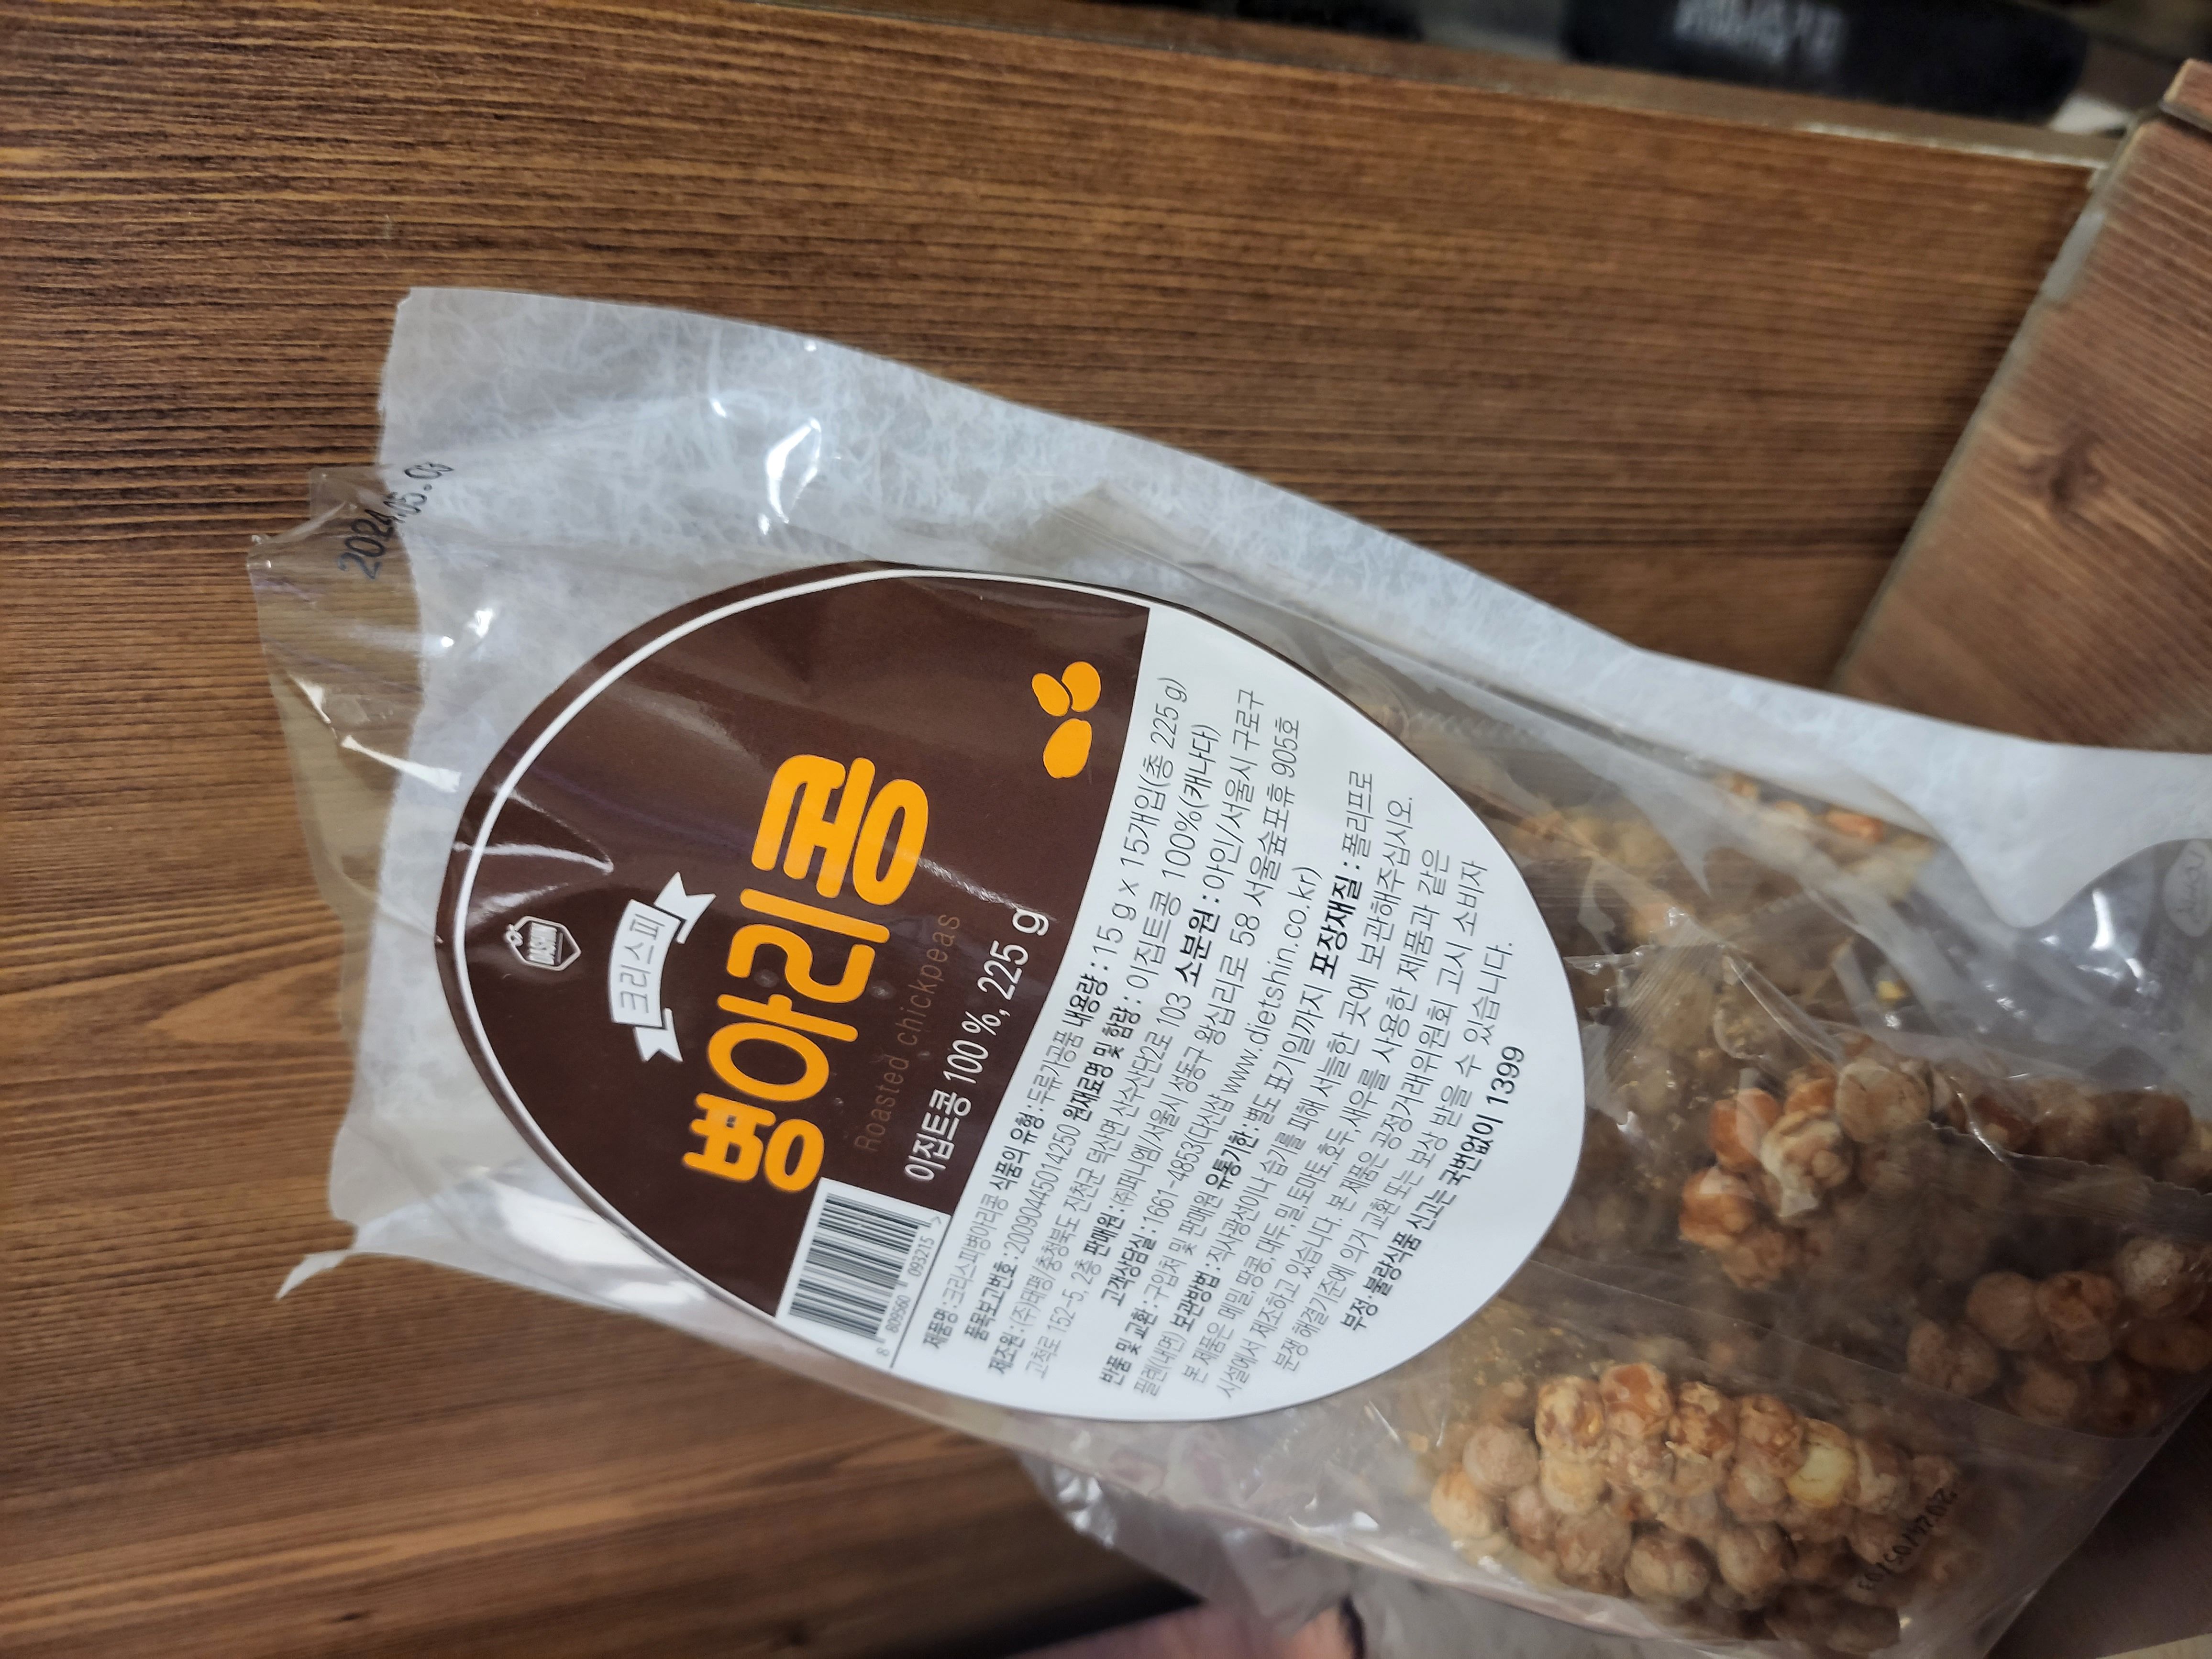 2024.05.03
DASHIN
크리스피
병아리콩
Roasted chickpeas
이집트콩 100 %, 225 g
8 809560 093215 >
제품명 : 크리스피병아리콩 식품의 유형 : 두류가공품 내용량 : 15 g x 15개입(총 225 g)
품목보고번호 : 20090445014250 원재료명 및 함량 : 이집트콩 100%(캐나다)
제조원 : (주)태평/충청북도 진천군 덕산면 산수산단2로 103 소분원 : 아인/서울시 구로구
고척로 152-5, 2층 판매원 : (주)퍼니엠/서울시 성동구 왕십리로 58 서울숲포휴 905호
고객상담실 : 1661-4853(다신샵 www.dietshin.co.kr)
반품 및 교환 : 구입처 및 판매원 유통기한 : 별도 표기일까지 포장재질 : 폴리프로
필렌(내면) 보관방법 : 직사광선이나 습기를 피해 서늘한 곳에 보관해주십시오.
본 제품은 메밀,땅콩,대두,밀,토마토,호두,새우를 사용한 제품과 같은
시설에서 제조하고 있습니다. 본 제품은 공정거래위원회 고시 소비자
분쟁 해결기준에 의거 교환 또는 보상 받을 수 있습니다.
부정·불량식품 신고는 국번없이 1399
2024/05/03